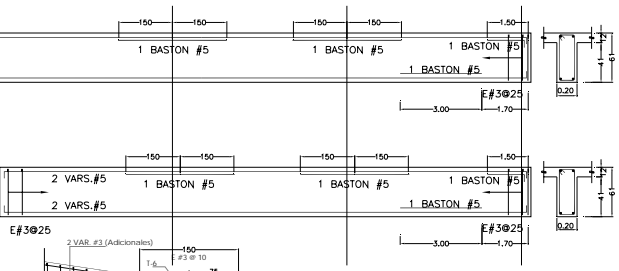 150 150 150 150 1.50
1 BASTON #5 1 BASTON #5 1 BASTON #5
1 BASTON #5
12 41 61
0.20
E#3@25
3.00 1.70
150 150 150 150 1.50
2 VARS.#5 1 BASTON #5 1 BASTON #5 1 BASTON #5
2 VARS.#5 1 BASTON #5
12 41 61
0.20
E#3@25 E#3@25
3.00 1.70
2 VAR. #3 (Adicionales)
150
E #3 @ 10
T-6